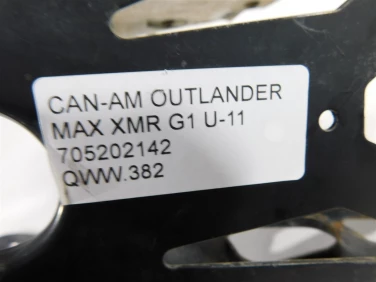 CAN-AM OUTLANDER
MAX XMR G1 U-11
705202142
QWW.382